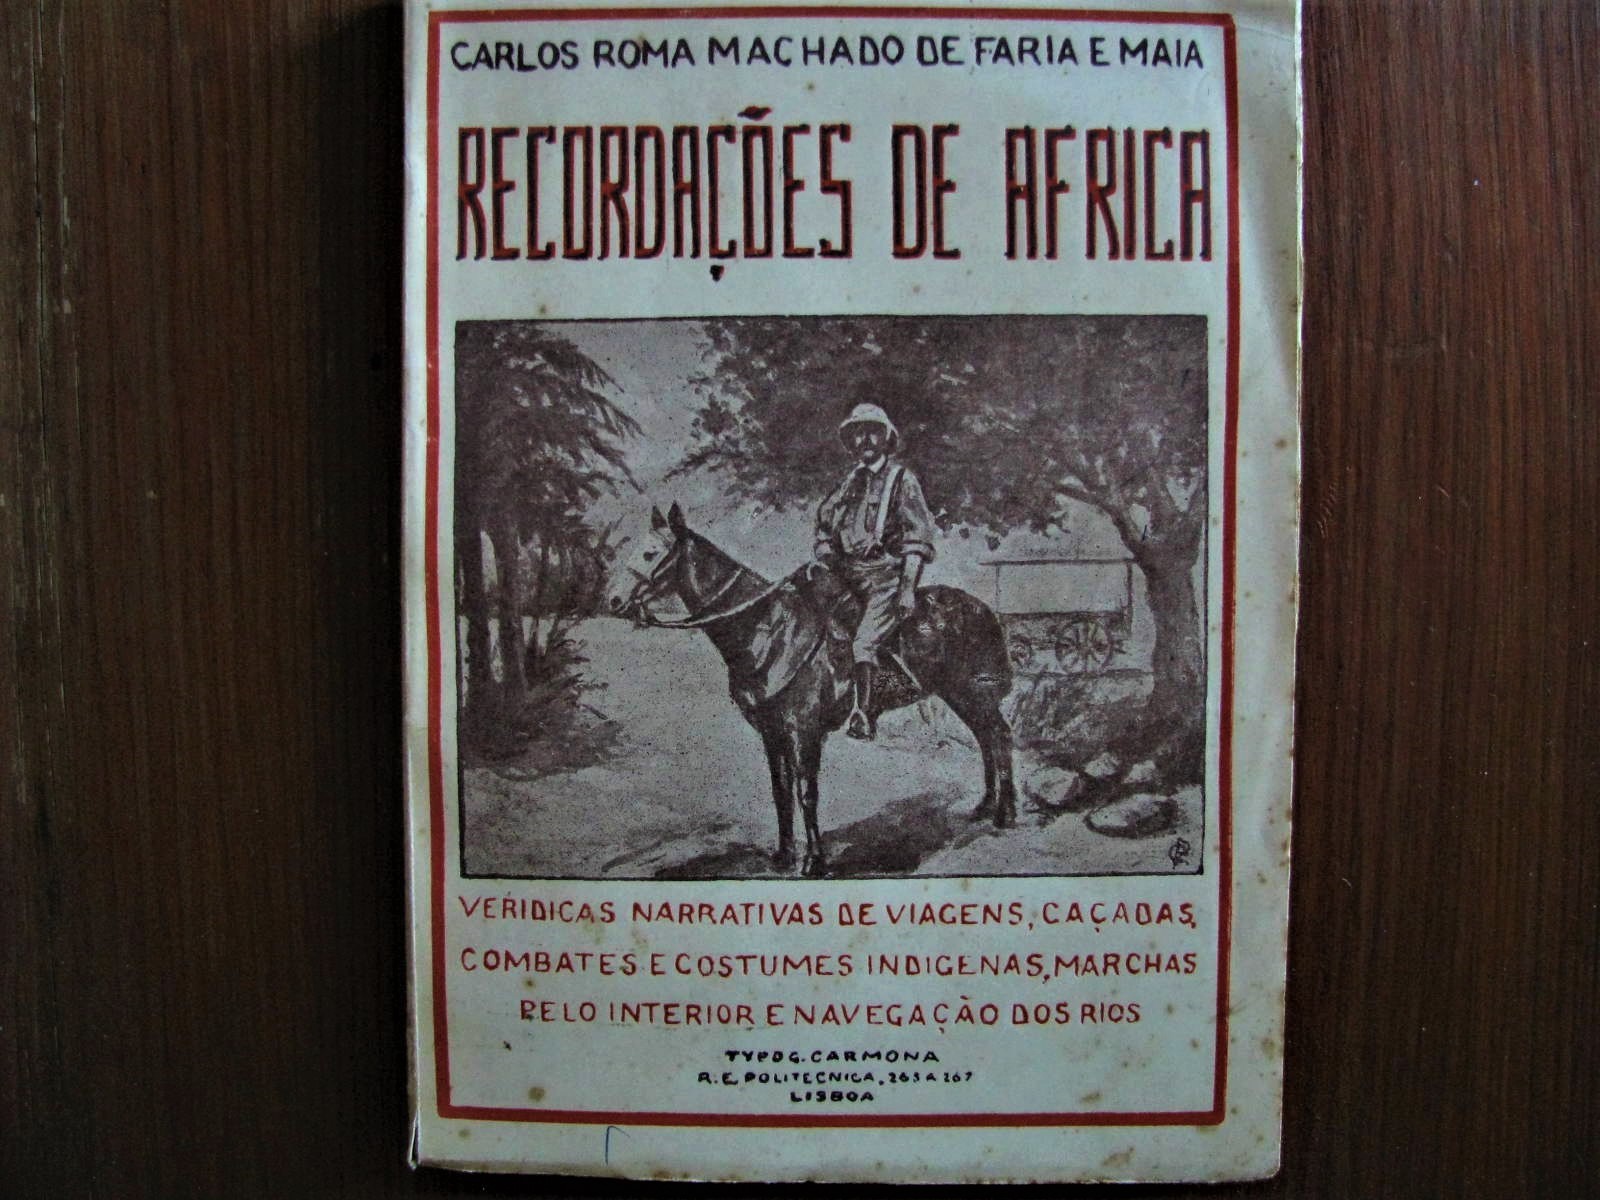 CARLOS ROMA MACHADO DE FARIA E MAIA
RECORDAÇÕES DE AFRICA
VERIDICAS NARRATIVAS DE VIAGENS, CAÇADAS,
COMBATES E COSTUMES INDIGENAS, MARCHAS
PELO INTERIOR E NAVEGAÇÃO DOS RIOS
TYPOG. CARMONA
R. E. POLITECNICA, 265 A 267
LISBOA